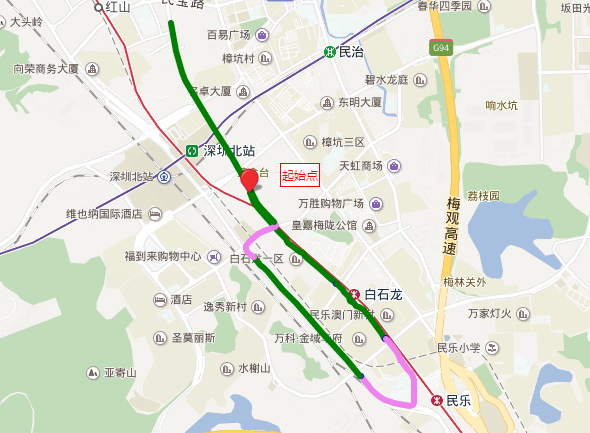 红山
民宝路
春华四季园
坂田光
大头岭
百易广场
民治
G94
向荣商务大厦
樟坑村
碧水龙庭
卓大厦
东明大厦
响水坑
樟坑三区
深圳北站
天虹商场
深圳北站
台
起始点
荔枝园
维也纳国际酒店
万胜购物广场
梅观高速
皇嘉梅陇公馆
福到来购物中心
白石龙一区
梅林关外
酒店
白石龙
逸秀新村
民乐澳门新村
万家灯火
圣莫丽斯
万科·金域华府
民乐小学
水榭山
亚寄山
民乐